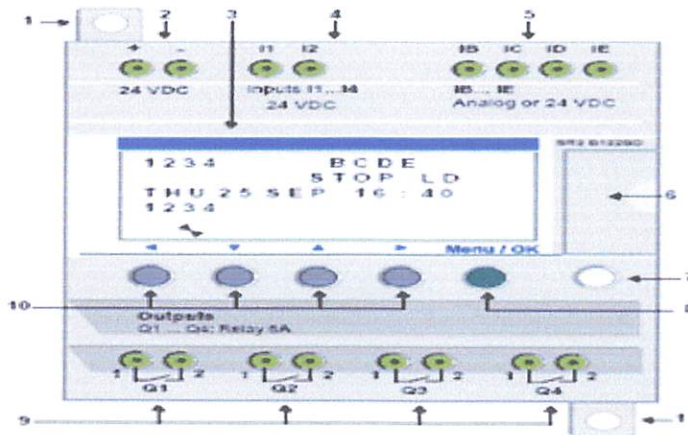 1 2 3 4 5
+ - I1 I2 IB IC ID IE
24 VDC Inputs I1 ... I4 IB ... IE
24 VDC Analog or 24 VDC
1 2 3 4 B C D E
STOP LD
THU 25 SEP 16 : 40
1 2 3 4
6
Menu / OK
7
10
Outputs
Q1 ... Q4: Relay 8A
1 2 1 2 1 2 1 2
Q1 Q2 Q3 Q4
9 1